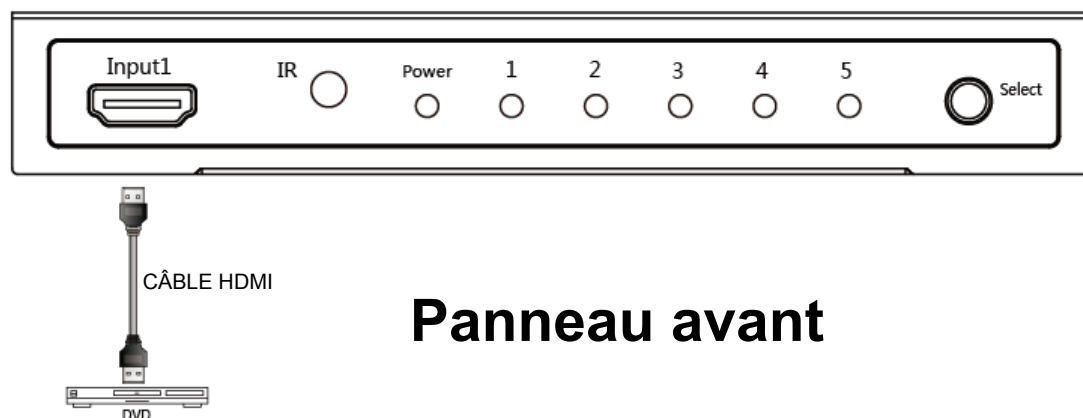 Input1 IR Power 1 2 3 4 5 Select
CÂBLE HDMI
Panneau avant
DVD